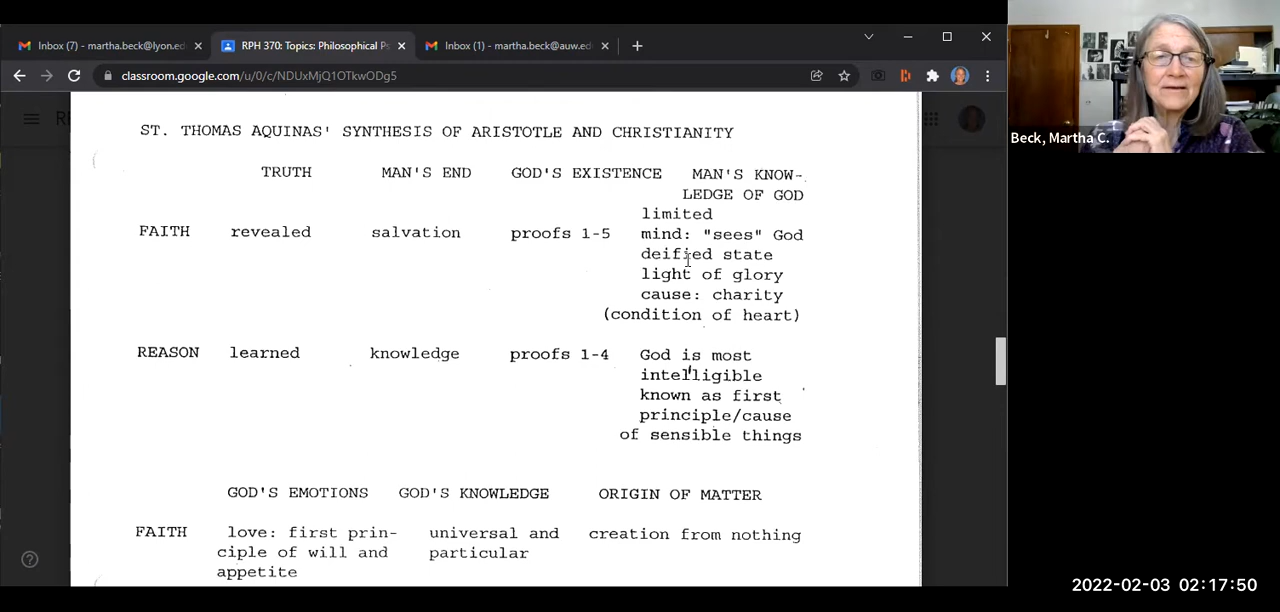 Inbox (7) - martha.beck@lyon.ed
RPH 370: Topics: Philosophical Ps
Inbox (1) - martha.beck@auw.ed
classroom.google.com/u/0/c/NDUxMjQ1OTkwODg5
Beck, Martha C.
ST. THOMAS AQUINAS' SYNTHESIS OF ARISTOTLE AND CHRISTIANITY
TRUTH MAN'S END GOD'S EXISTENCE MAN'S KNOW-
LEDGE OF GOD
limited
FAITH revealed salvation proofs 1-5 mind: "sees" God
deified state
light of glory
cause: charity
(condition of heart)
REASON learned knowledge proofs 1-4 God is most
intelligible
known as first
principle/cause
of sensible things
GOD'S EMOTIONS GOD'S KNOWLEDGE ORIGIN OF MATTER
FAITH love: first prin- universal and creation from nothing
ciple of will and particular
appetite
2022-02-03 02:17:50